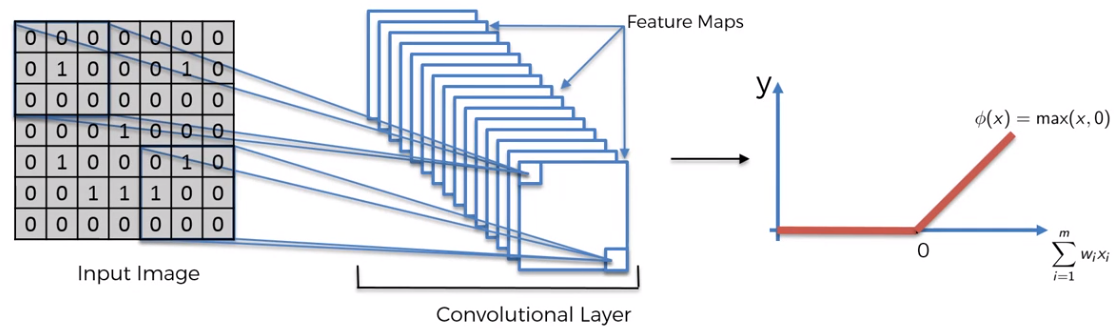 0 0 0 0 0 0 0
0 1 0 0 0 1 0
0 0 0 0 0 0 0
0 0 0 1 0 0 0
0 1 0 0 0 1 0
0 0 1 1 1 0 0
0 0 0 0 0 0 0
Input Image
Feature Maps
Convolutional Layer
y
ϕ(x) = max(x, 0)
0
m
∑ wᵢxᵢ
i=1